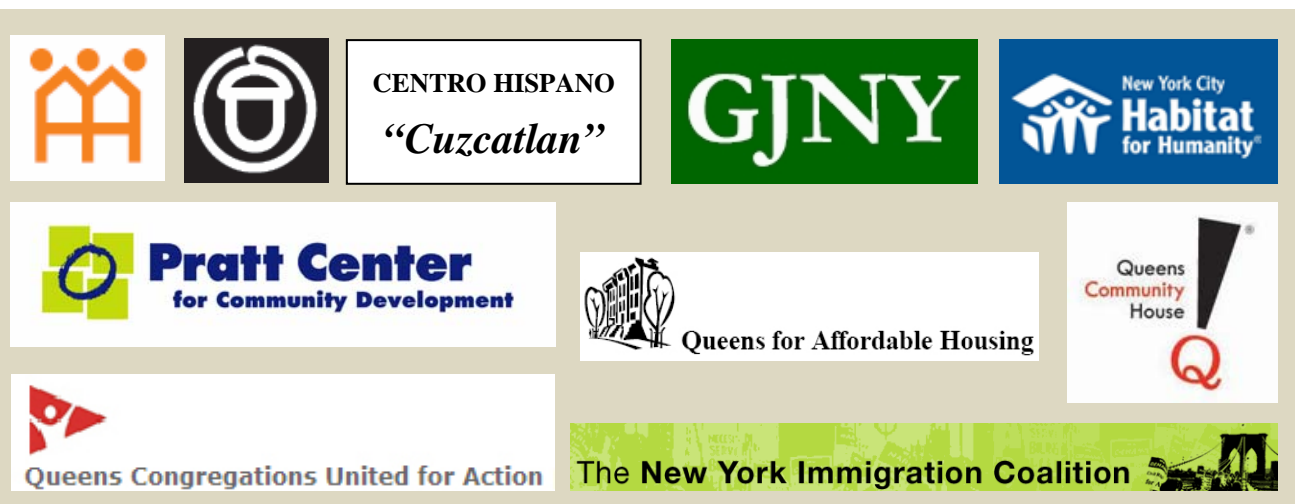 CENTRO HISPANO
“Cuzcatlan”
GJNY
New York City
Habitat
for Humanity®
Pratt Center
for Community Development
Queens for Affordable Housing
Queens
Community
House
®
Q
Queens Congregations United for Action
The New York Immigration Coalition